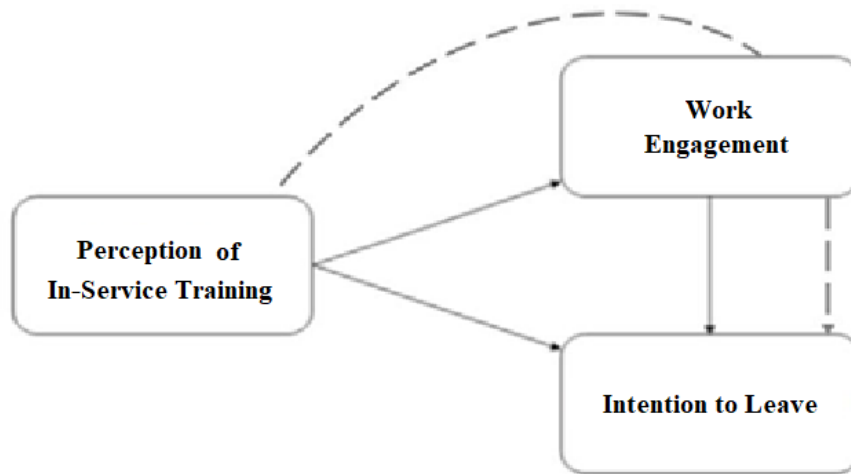 Work
Engagement
Perception of
In-Service Training
Intention to Leave